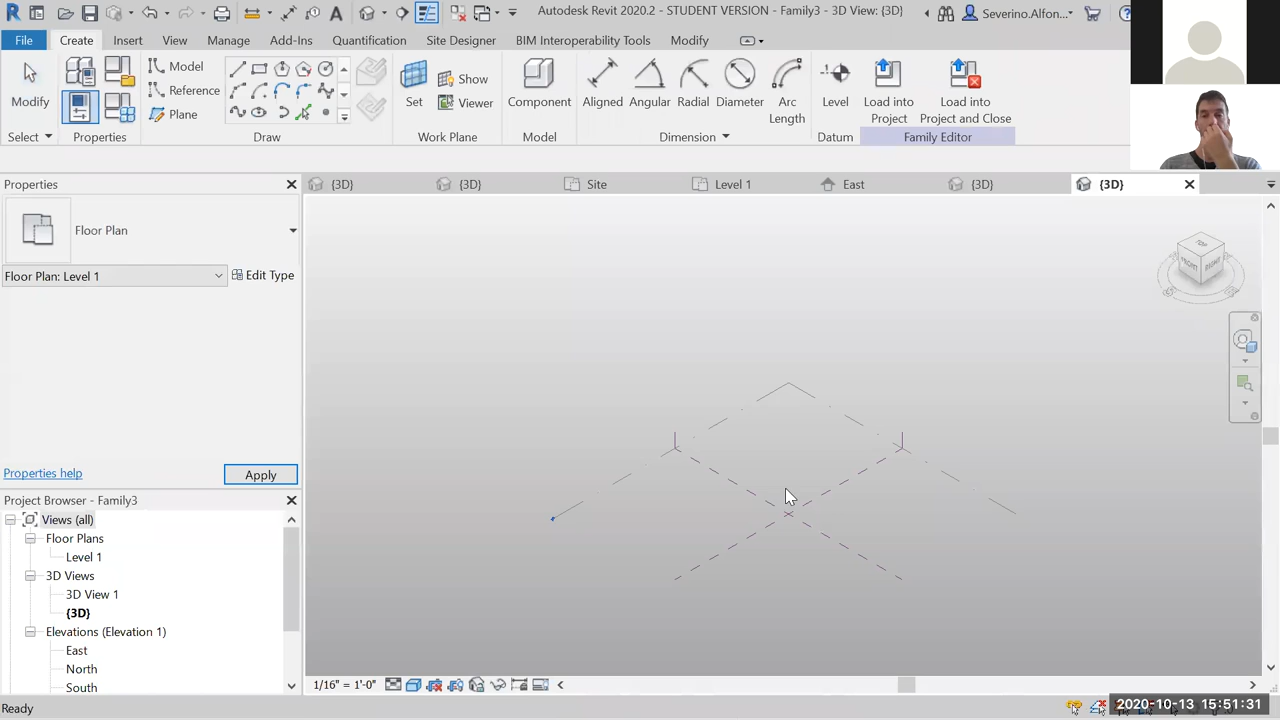 Autodesk Revit 2020.2 - STUDENT VERSION - Family3 - 3D View: {3D}
Severino.Alfon...
File Create Insert View Manage Add-Ins Quantification Site Designer BIM Interoperability Tools Modify
Modify
Model
Reference
Plane
Set
Show
Viewer
Component
Aligned
Angular
Radial
Diameter
Arc Length
Level
Load into Project
Load into Project and Close
Select
Properties
Draw
Work Plane
Model
Dimension
Datum
Family Editor
Properties
{3D}
{3D}
Site
Level 1
East
{3D}
{3D}
Floor Plan
Floor Plan: Level 1
Edit Type
Properties help
Apply
Project Browser - Family3
Views (all)
Floor Plans
Level 1
3D Views
3D View 1
{3D}
Elevations (Elevation 1)
East
North
South
TOP
FRONT
RIGHT
1/16" = 1'-0"
Ready
2020-10-13 15:51:31